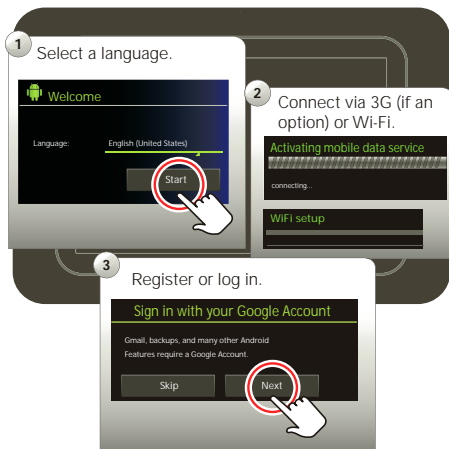 1
Select a language.
Welcome
Language: English (United States)
Start
2
Connect via 3G (if an
option) or Wi-Fi.
Activating mobile data service
connecting...
WiFi setup
3
Register or log in.
Sign in with your Google Account
Gmail, backups, and many other Android
Features require a Google Account.
Skip Next